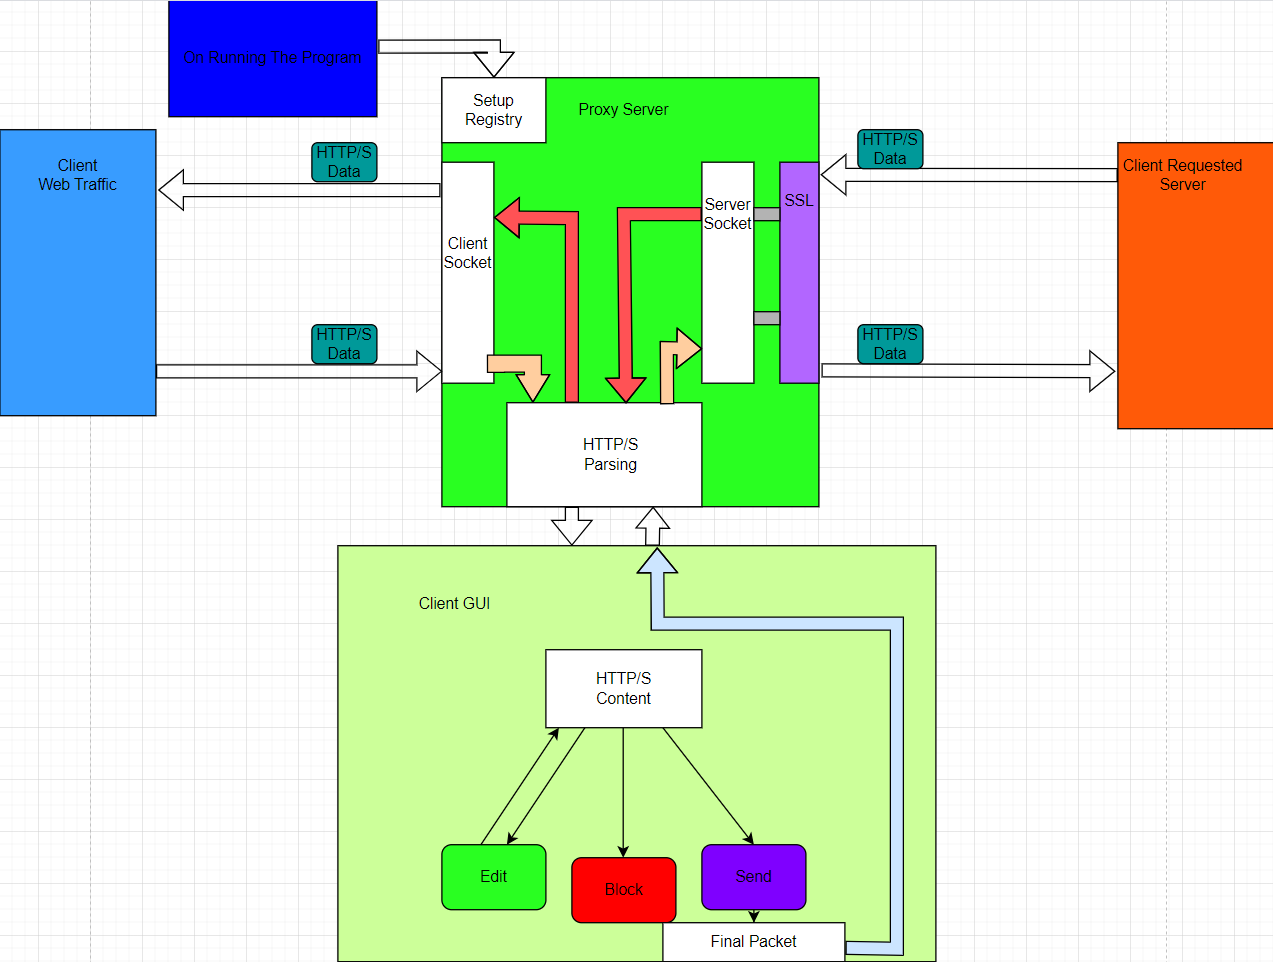 On Running The Program
Setup
Registry
Proxy Server
Client
Web Traffic
HTTP/S
Data
HTTP/S
Data
Client Requested
Server
Client
Socket
Server
Socket
SSL
HTTP/S
Data
HTTP/S
Data
HTTP/S
Parsing
Client GUI
HTTP/S
Content
Edit
Block
Send
Final Packet